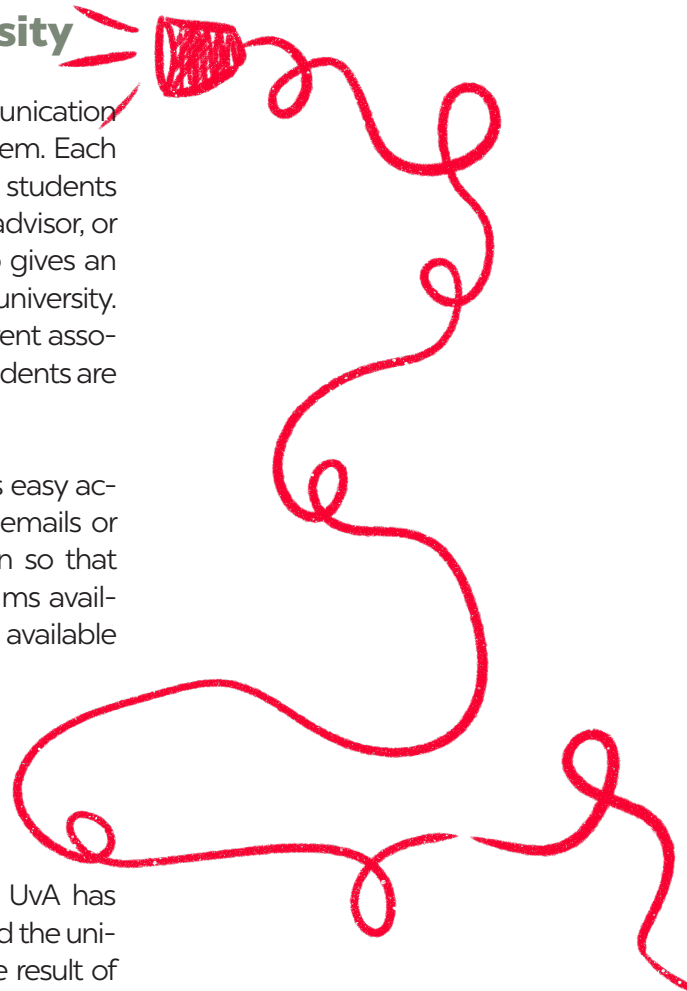 sity
unication
em. Each
students
advisor, or
gives an
university.
rent asso-
dents are
s easy ac-
emails or
n so that
ms avail-
available
UvA has
d the uni-
e result of